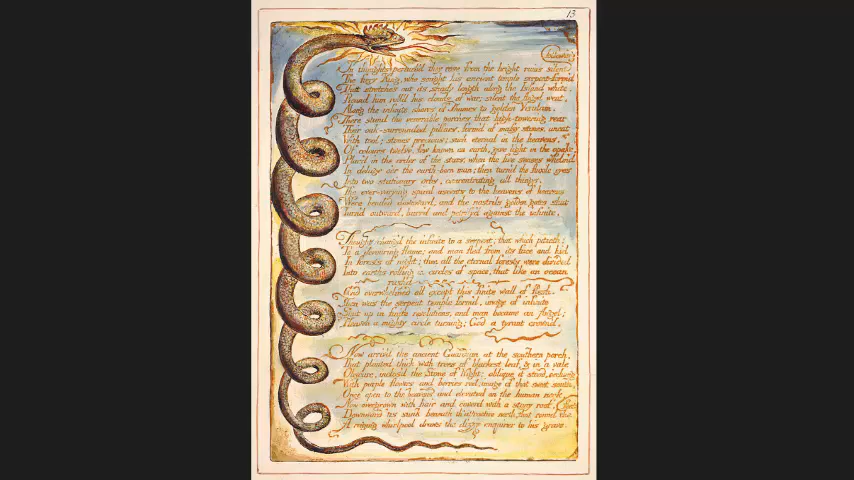 13
In thoughts perturb'd they rose from the bright ruins silent
The fiery King, who sought his ancient temple serpent-form'd
That stretches out its shady length along the Island white.
Round him roll'd his clouds of war; silent the Angel went,
Along the infinite shores of Thames to golden Verulam.
There stand the venerable porches that high-towering rear
Their oak-surrounded pillars, form'd of massy stones, uncut
With tool; stones precious; such eternal in the heavens,
Of colours twelve, few known on earth, give light in the opake,
Plac'd in the order of the stars, when the five senses whelm'd
In deluge o'er the earth-born man; then turn'd the fluxile eyes
Into two stationary orbs, concentrating all things.
The ever-varying spiral ascents to the heavens of heavens
Were bended downward, and the nostrils golden gates shut
Turn'd outward, barr'd and petrify'd against the infinite.
Thought chang'd the infinite to a serpent; that which pitieth:
To a devouring flame; and man fled from its face and hid
In forests of night; then all the eternal forests were divided
Into earths rolling in circles of space, that like an ocean
rush'd
And overwhelmed all except this finite wall of flesh.
Then was the serpent temple form'd, image of infinite
Shut up in finite revolutions, and man became an Angel;
Heaven a mighty circle turning; God a tyrant crown'd.
Now arriv'd the ancient Guardian at the southern porch,
That planted thick with trees of blackest leaf, & in a vale
Obscure, inclos'd the Stone of Night; oblique it stood,
With purple flowers and berries red; image of that sweet south,
Once open to the heavens and elevated on the human neck,
Now overgrown with hair and coverd with a stony roof,
Downward 'tis sunk beneath th' attractive north, that round the
A raging whirlpool draws the dizzy enquirer to his grave.